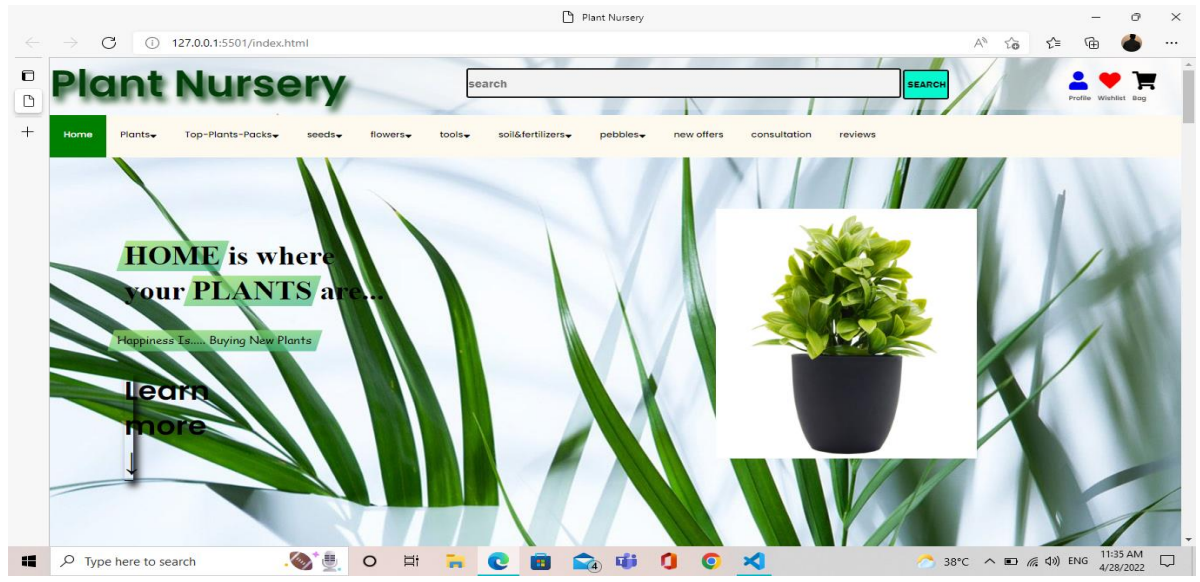 Plant Nursery
127.0.0.1:5501/index.html
Plant Nursery
search
SEARCH
Profile Wishlist Bag
Home Plants Top-Plants-Packs seeds flowers tools soil&fertilizers pebbles new offers consultation reviews
HOME is where
your PLANTS are...
Happiness Is..... Buying New Plants
Learn
more
Type here to search
4
38°C
ENG
11:35 AM
4/28/2022